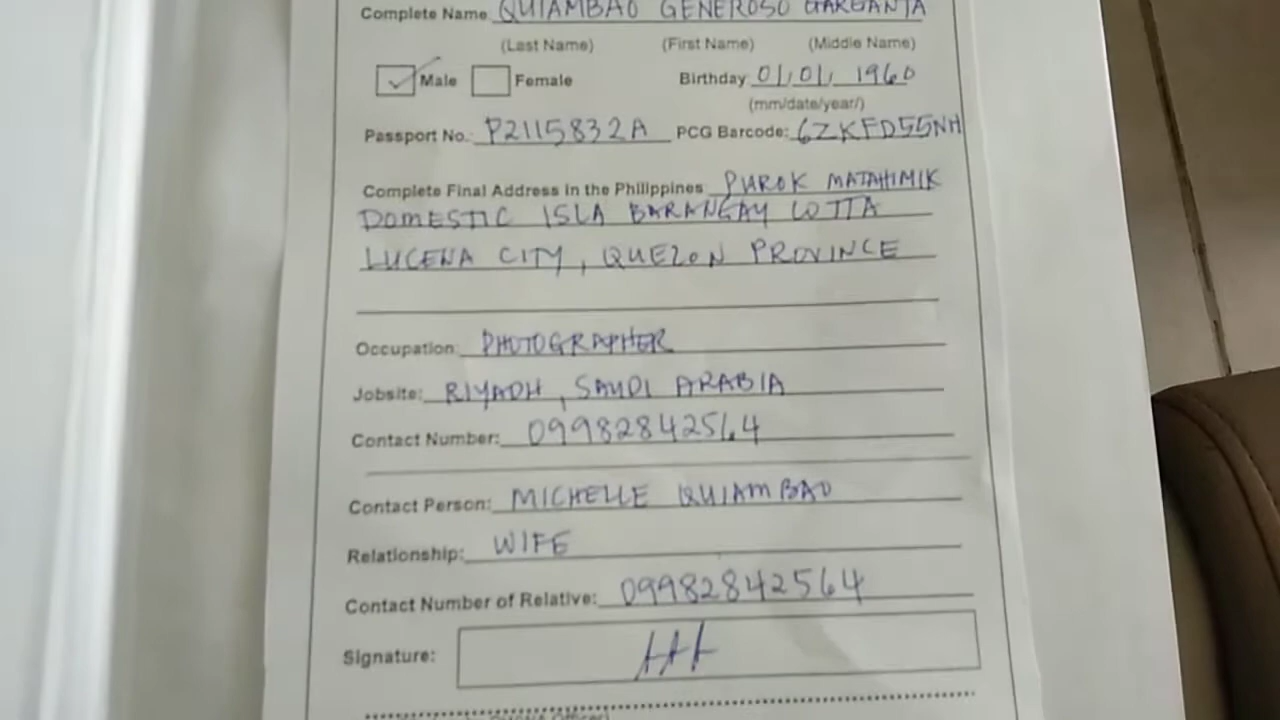 Complete Name QUIAMBAO GENEROSO GARGANTA
(Last Name) (First Name) (Middle Name)
Male Female Birthday: 01/01/1960
(mm/date/year/)
Passport No.: P2115832A PCG Barcode: 6ZKFD55NH
Complete Final Address in the Philippines: PUROK MATAHIMIK
DOMESTIC ISLA BARANGAY COTTA
LUCENA CITY, QUEZON PROVINCE
Occupation: PHOTOGRAPHER
Jobsite: RIYADH, SAUDI ARABIA
Contact Number: 09982842564
Contact Person: MICHELLE QUIAMBAO
Relationship: WIFE
Contact Number of Relative: 09982842564
Signature: